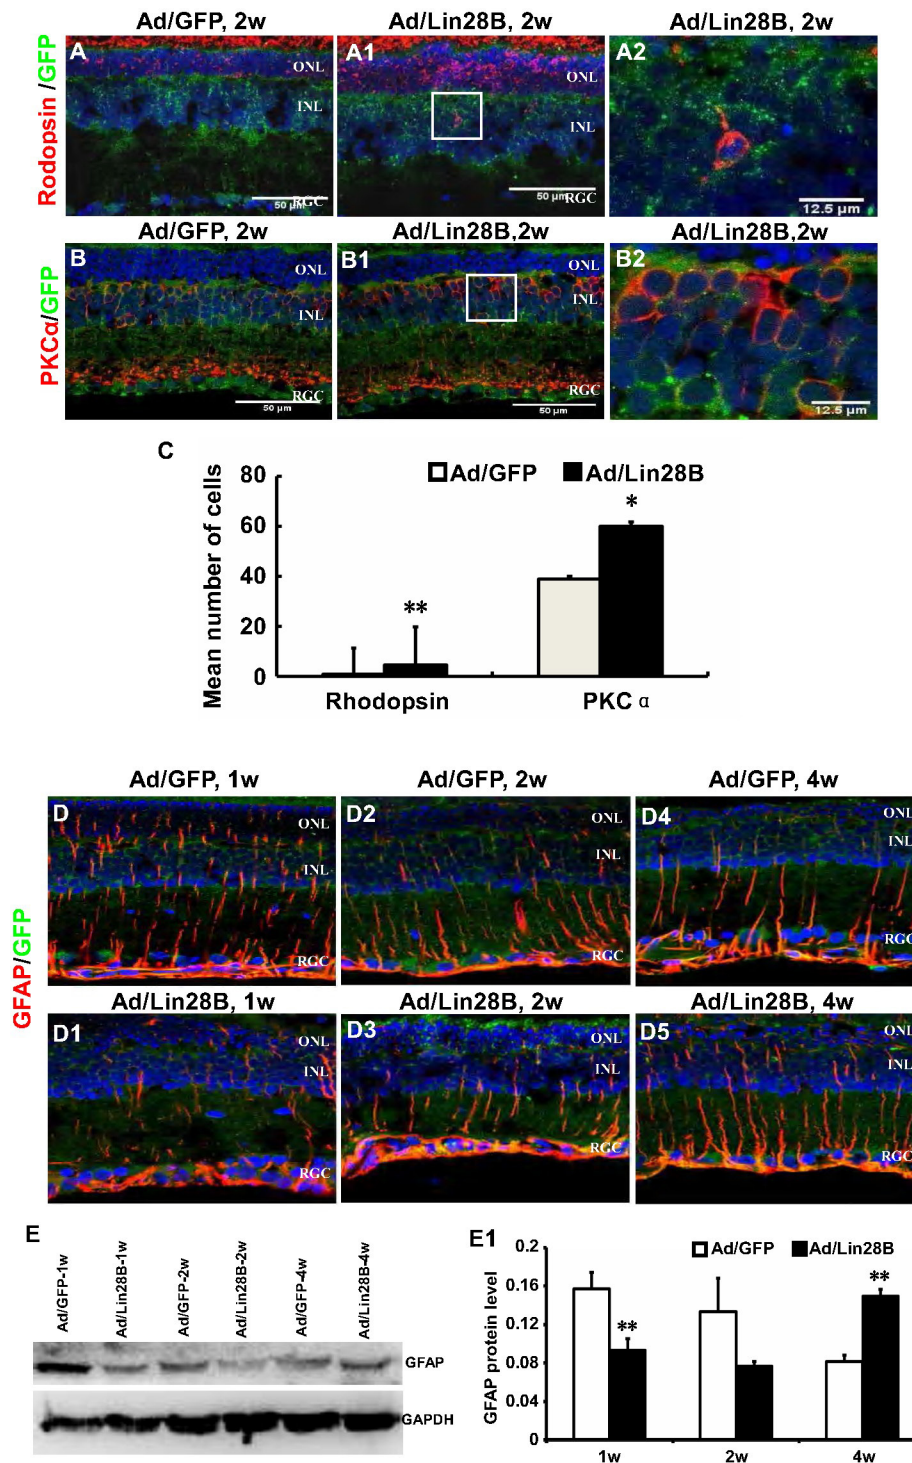 Ad/GFP, 2w Ad/Lin28B, 2w Ad/Lin28B, 2w
Rodopsin /GFP
A ONL INL RGC 50 µm
A1 ONL INL RGC 50 µm
A2 12.5 µm
Ad/GFP, 2w Ad/Lin28B,2w Ad/Lin28B,2w
PKCα/GFP
B ONL INL RGC 50 µm
B1 ONL INL RGC 50 µm
B2 12.5 µm
C
Mean number of cells
Ad/GFP Ad/Lin28B
80
60
40
20
0
** *
Rhodopsin PKC α
Ad/GFP, 1w Ad/GFP, 2w Ad/GFP, 4w
GFAP/GFP
D ONL INL RGC
D2 ONL INL RGC
D4 ONL INL RGC
Ad/Lin28B, 1w Ad/Lin28B, 2w Ad/Lin28B, 4w
D1 ONL INL RGC
D3 ONL INL RGC
D5 ONL INL RGC
E
Ad/GFP-1w
Ad/Lin28B-1w
Ad/GFP-2w
Ad/Lin28B-2w
Ad/GFP-4w
Ad/Lin28B-4w
GFAP
GAPDH
E1
GFAP protein level
Ad/GFP Ad/Lin28B
0.2
0.16
0.12
0.08
0.04
0
** **
1w 2w 4w